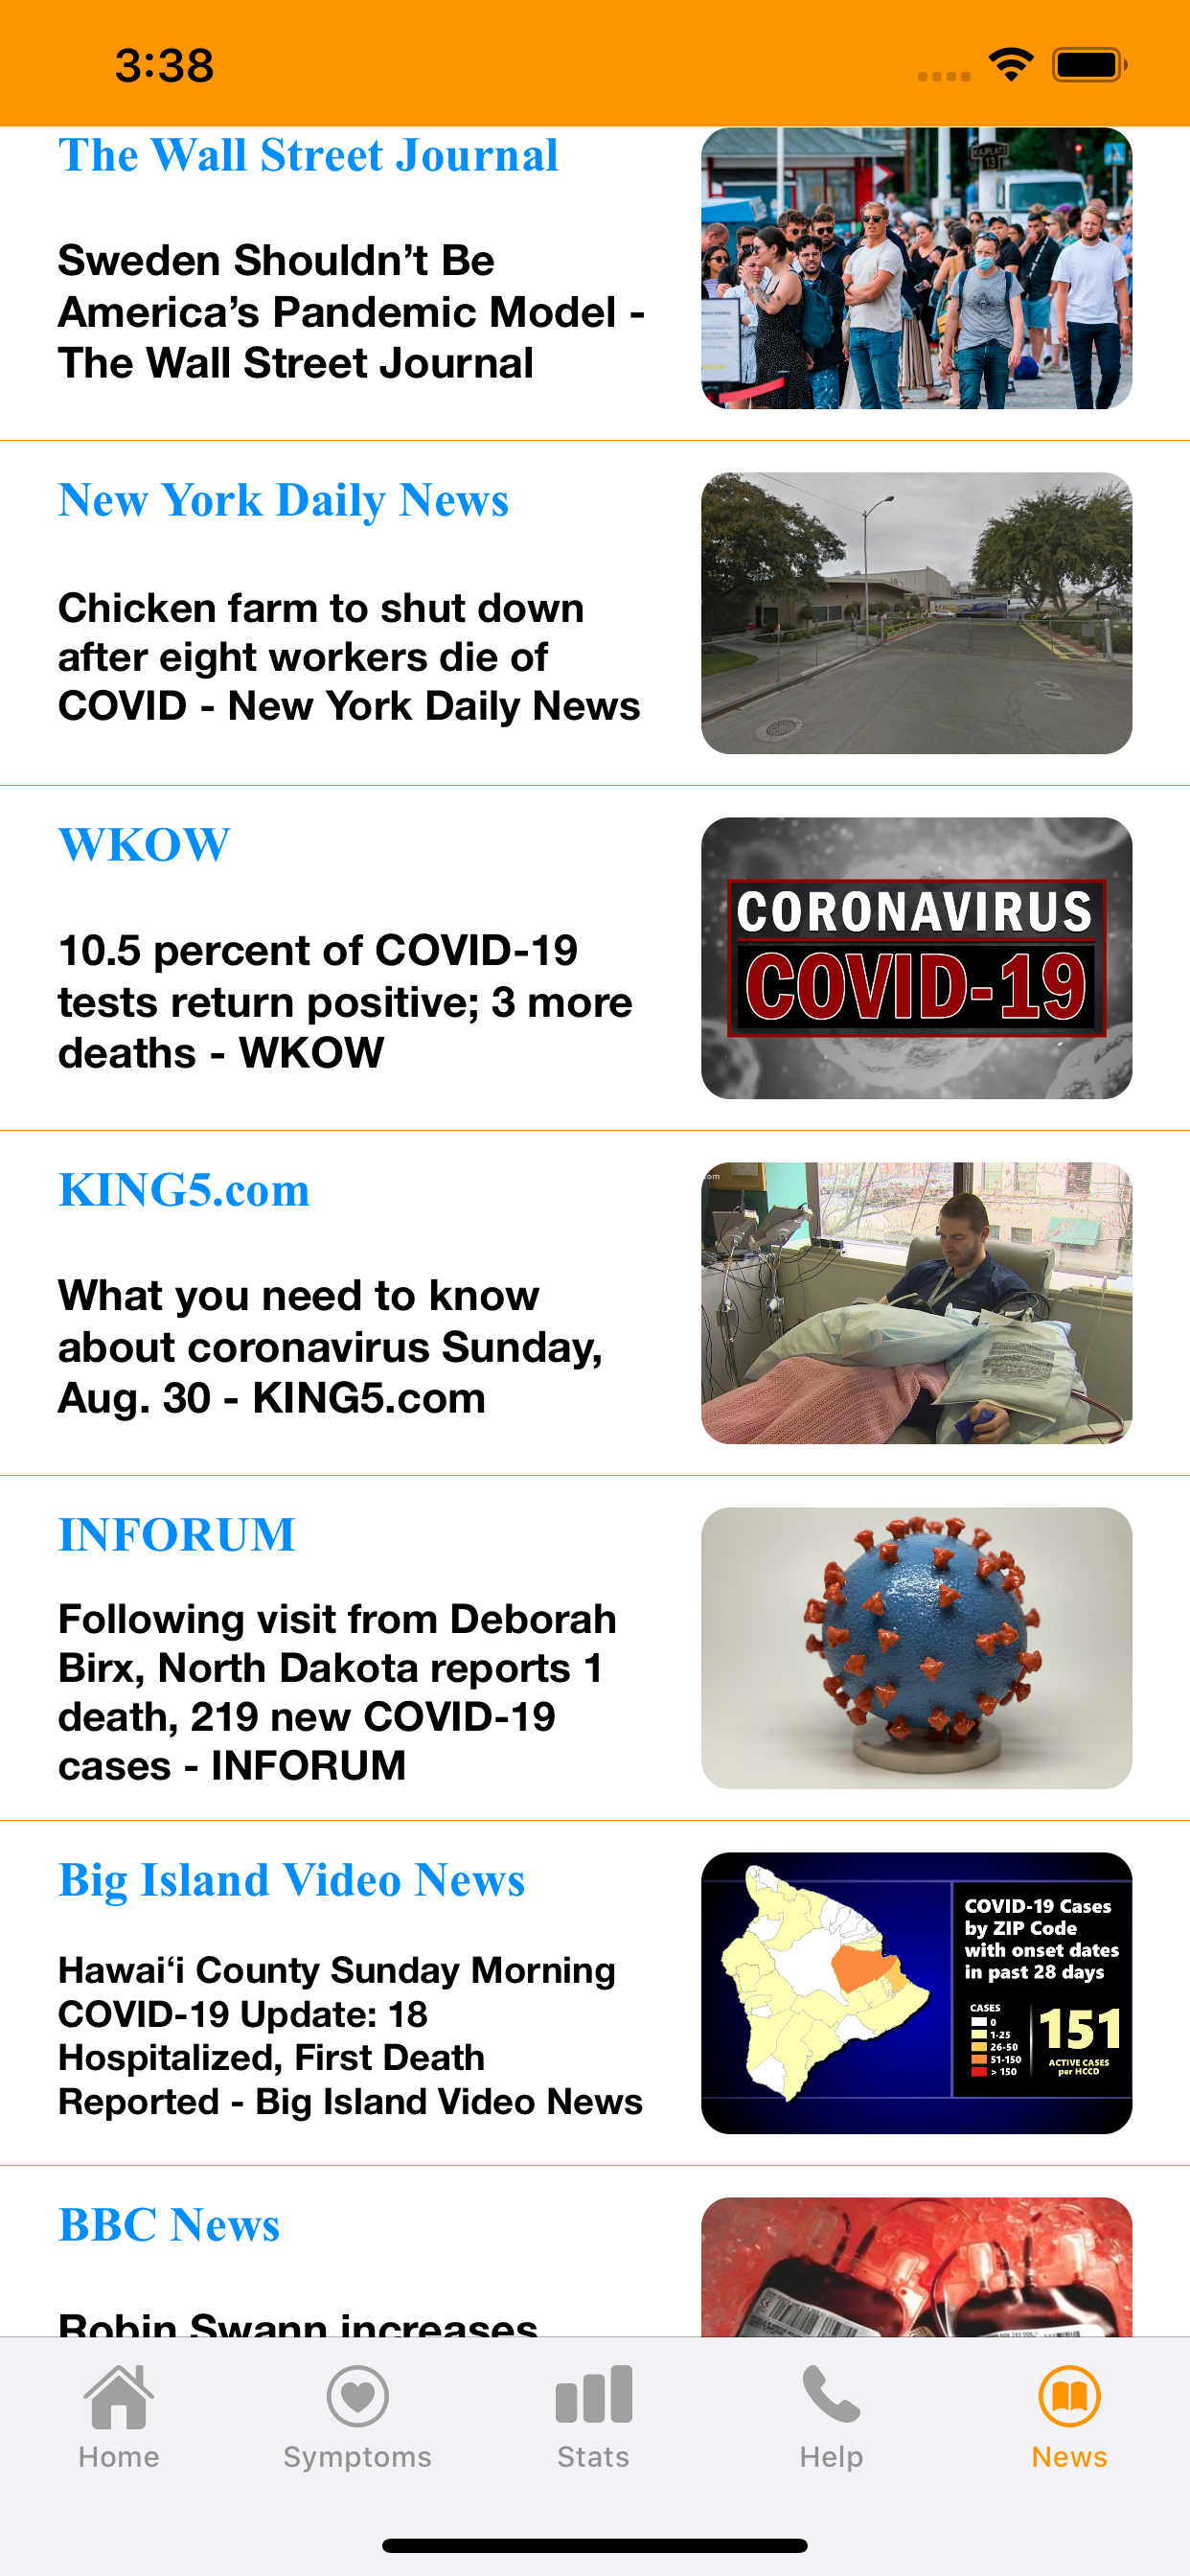 3:38
The Wall Street Journal
Sweden Shouldn’t Be
America’s Pandemic Model -
The Wall Street Journal
13
New York Daily News
Chicken farm to shut down
after eight workers die of
COVID - New York Daily News
WKOW
10.5 percent of COVID-19
tests return positive; 3 more
deaths - WKOW
CORONAVIRUS
COVID-19
KING5.com
What you need to know
about coronavirus Sunday,
Aug. 30 - KING5.com
om
INFORUM
Following visit from Deborah
Birx, North Dakota reports 1
death, 219 new COVID-19
cases - INFORUM
Big Island Video News
Hawai‘i County Sunday Morning
COVID-19 Update: 18
Hospitalized, First Death
Reported - Big Island Video News
COVID-19 Cases
by ZIP Code
with onset dates
in past 28 days
CASES
0
1-25
26-50
51-150
> 150
151
ACTIVE CASES
per HCCD
BBC News
Robin Swann increases
Home
Symptoms
Stats
Help
News